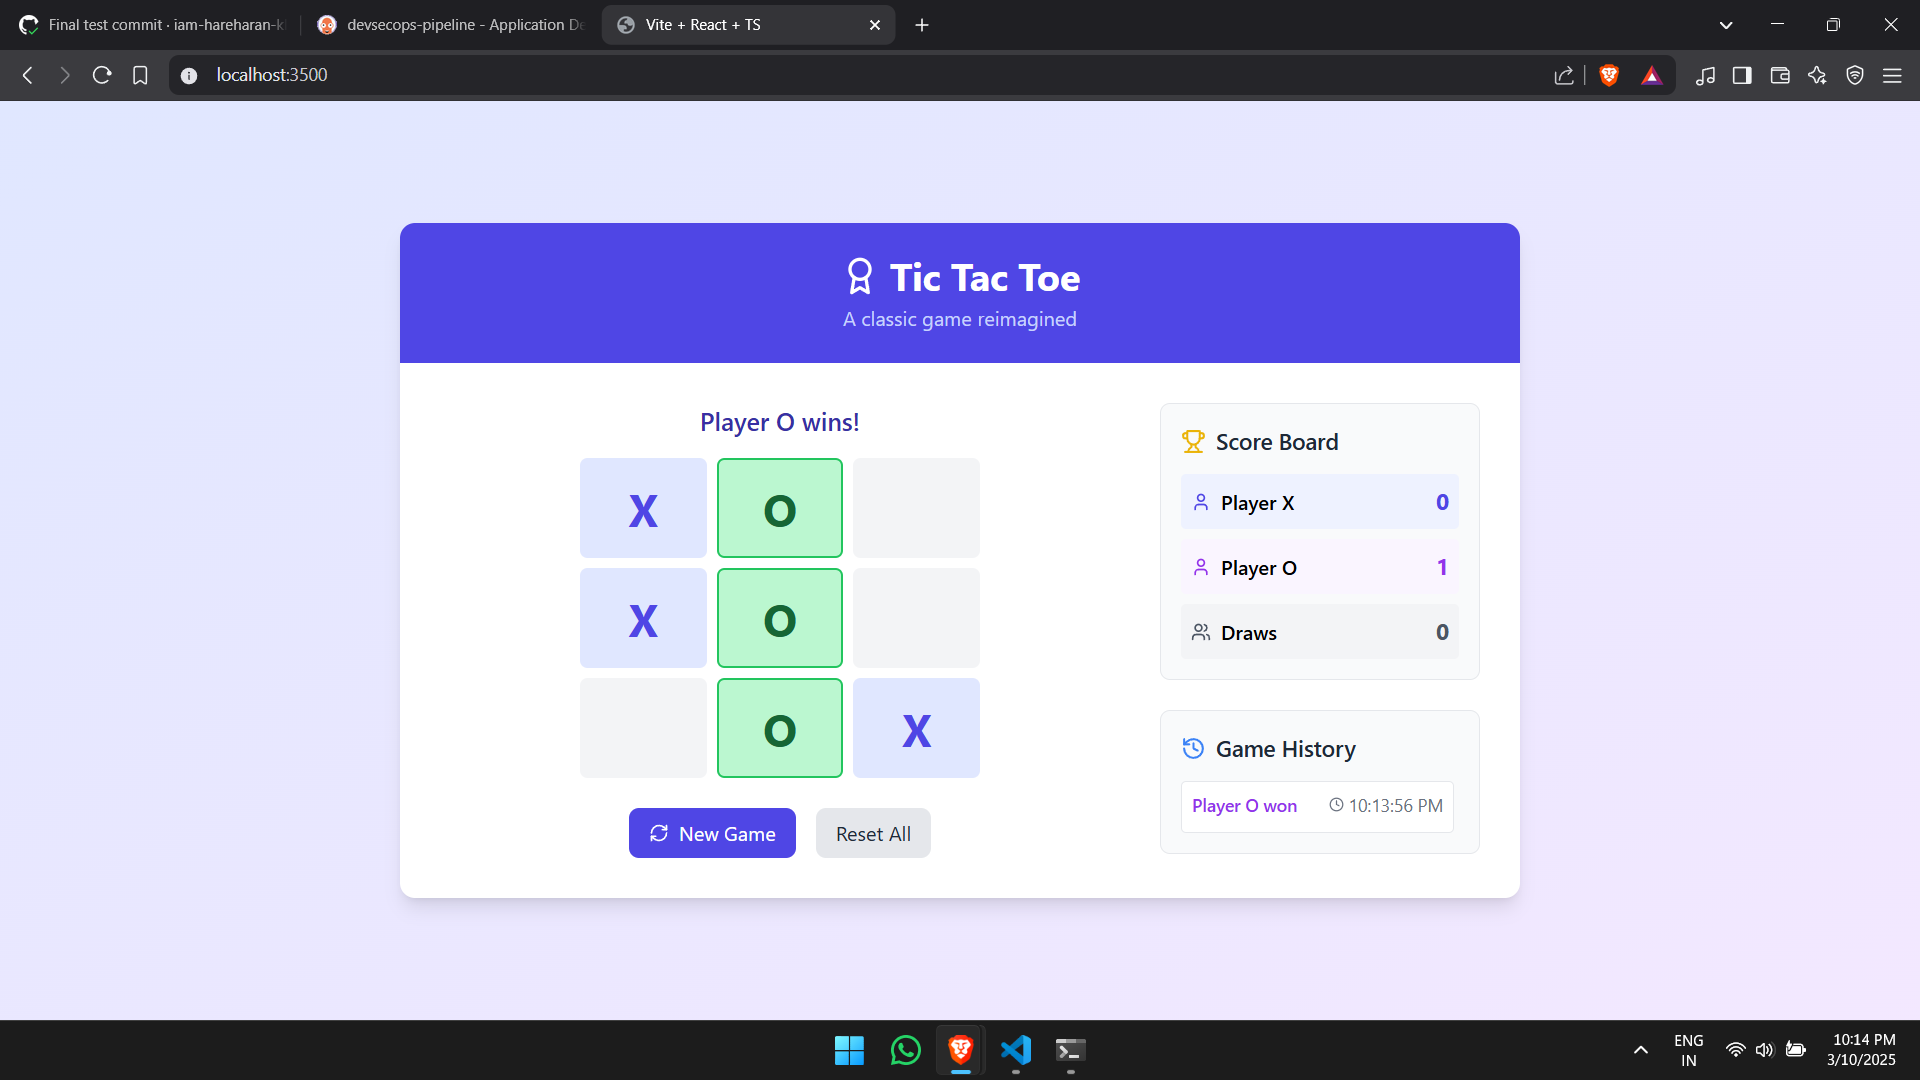 Final test commit · iam-hareharan-k
devsecops-pipeline - Application De
Vite + React + TS
localhost:3500
Tic Tac Toe
A classic game reimagined
Player O wins!
X O
X O
O X
New Game
Reset All
Score Board
Player X 0
Player O 1
Draws 0
Game History
Player O won 10:13:56 PM
ENG
IN
10:14 PM
3/10/2025